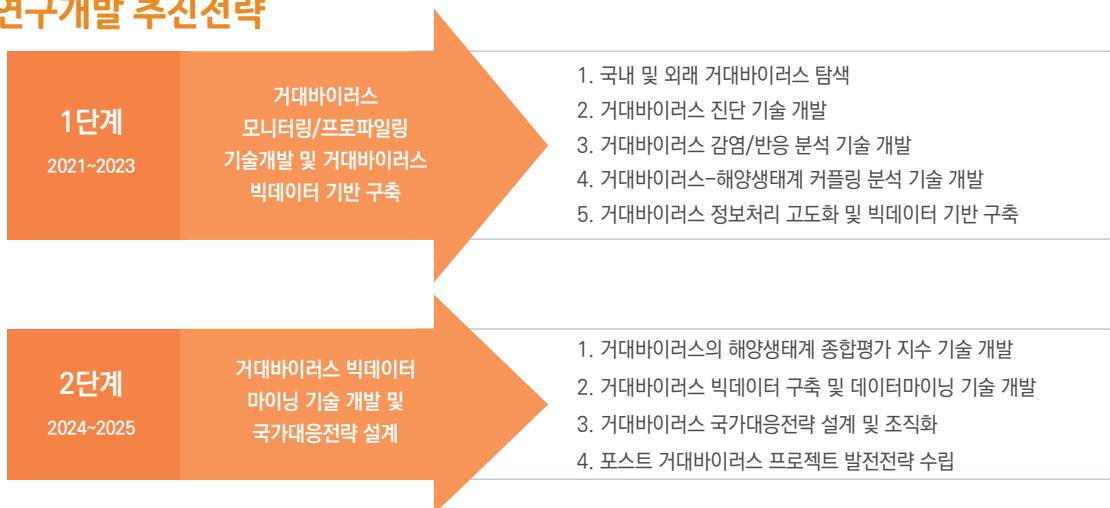 연구개발 추진전략
1단계
2021~2023
거대바이러스
모니터링/프로파일링
기술개발 및 거대바이러스
빅데이터 기반 구축
1. 국내 및 외래 거대바이러스 탐색
2. 거대바이러스 진단 기술 개발
3. 거대바이러스 감염/반응 분석 기술 개발
4. 거대바이러스-해양생태계 커플링 분석 기술 개발
5. 거대바이러스 정보처리 고도화 및 빅데이터 기반 구축
2단계
2024~2025
거대바이러스 빅데이터
마이닝 기술 개발 및
국가대응전략 설계
1. 거대바이러스의 해양생태계 종합평가 지수 기술 개발
2. 거대바이러스 빅데이터 구축 및 데이터마이닝 기술 개발
3. 거대바이러스 국가대응전략 설계 및 조직화
4. 포스트 거대바이러스 프로젝트 발전전략 수립